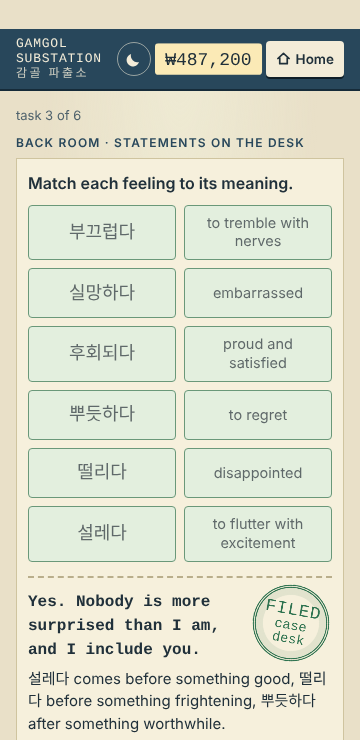 GAMGOL
SUBSTATION
감골 파출소
₩487,200
Home
task 3 of 6
BACK ROOM · STATEMENTS ON THE DESK
Match each feeling to its meaning.
부끄럽다
to tremble with
nerves
실망하다
embarrassed
후회되다
proud and
satisfied
뿌듯하다
to regret
떨리다
disappointed
설레다
to flutter with
excitement
Yes. Nobody is more
surprised than I am,
and I include you.
FILED
case
desk
설레다 comes before something good, 떨리
다 before something frightening, 뿌듯하다
after something worthwhile.